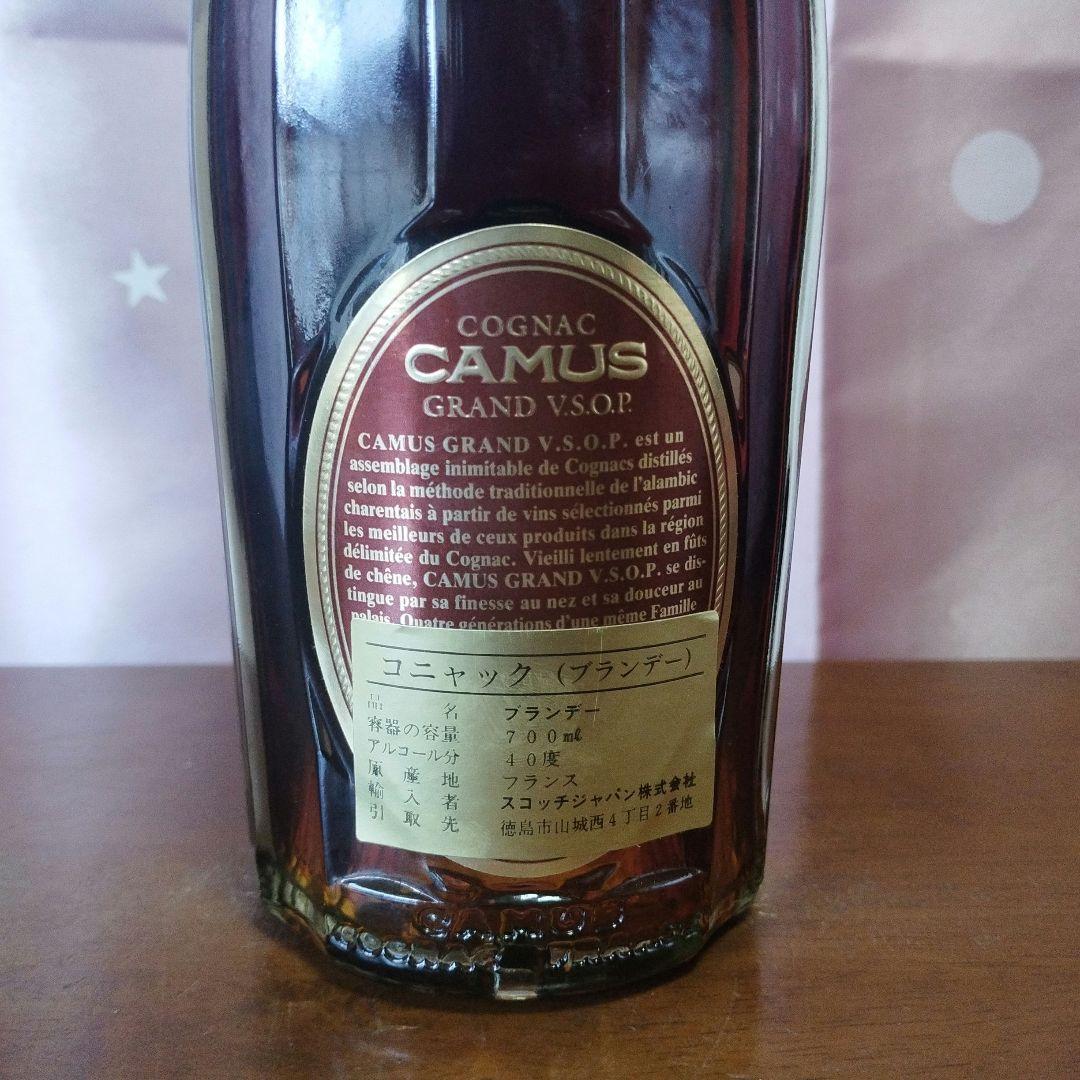 COGNAC
CAMUS
GRAND V.S.O.P.
CAMUS GRAND V.S.O.P. est un
assemblage inimitable de Cognacs distillés
selon la méthode traditionnelle de l'alambic
charentais à partir de vins sélectionnés parmi
les meilleurs de ceux produits dans la région
délimitée du Cognac. Vieilli lentement en fûts
de chêne, CAMUS GRAND V.S.O.P. se dis-
tingue par sa finesse au nez et sa douceur au
palais. Quatre générations d'une même Famille
コニャック (ブランデー)
品名 ブランデー
容器の容量 700ml
アルコール分 40度
原産地 フランス
輸入者 スコッチジャパン株式会社
引取先 徳島市山城西4丁目2番地
CAMUS
COGNAC